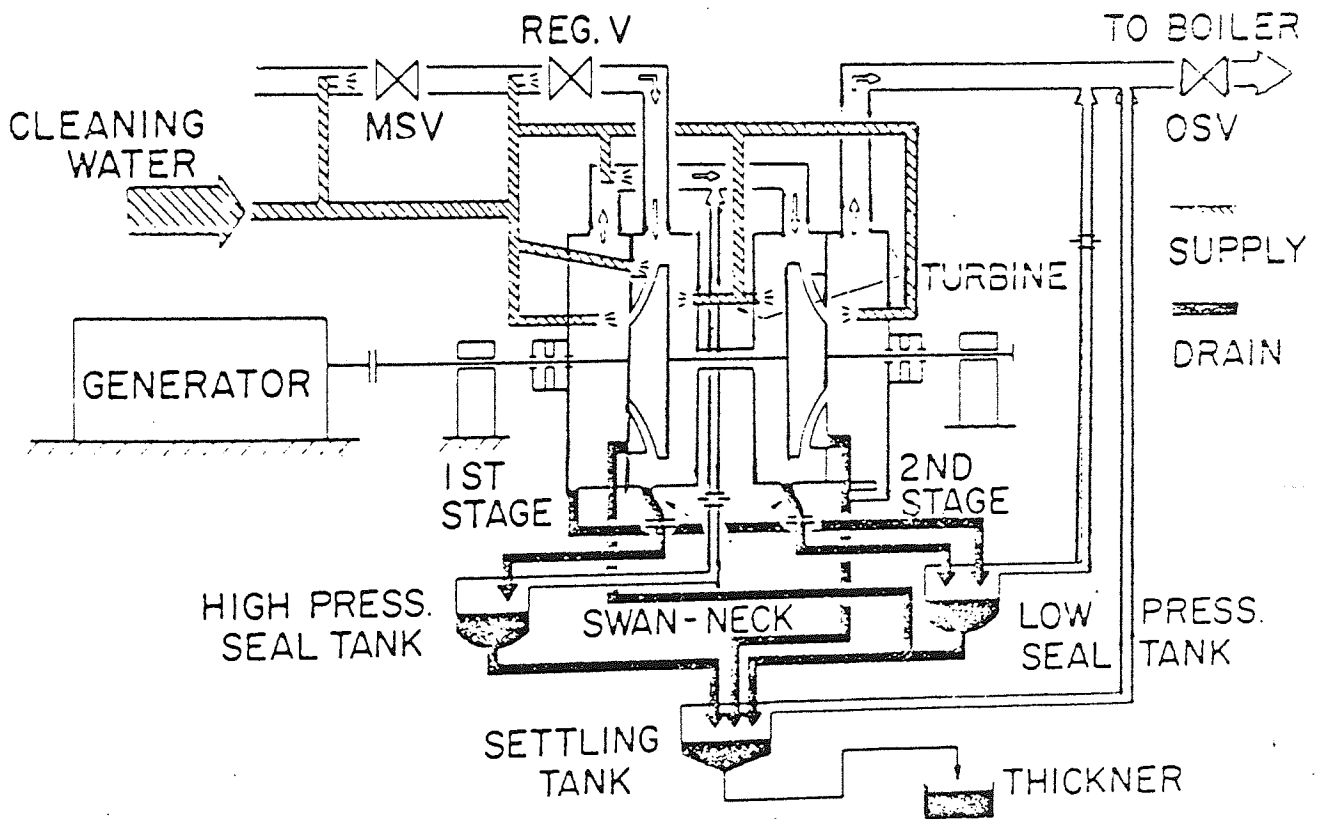 REG. V
TO BOILER
CLEANING
WATER
MSV
OSV
SUPPLY
TURBINE
DRAIN
GENERATOR
1ST
STAGE
2ND
STAGE
HIGH PRESS.
SEAL TANK
SWAN-NECK
LOW PRESS.
SEAL TANK
SETTLING
TANK
THICKNER